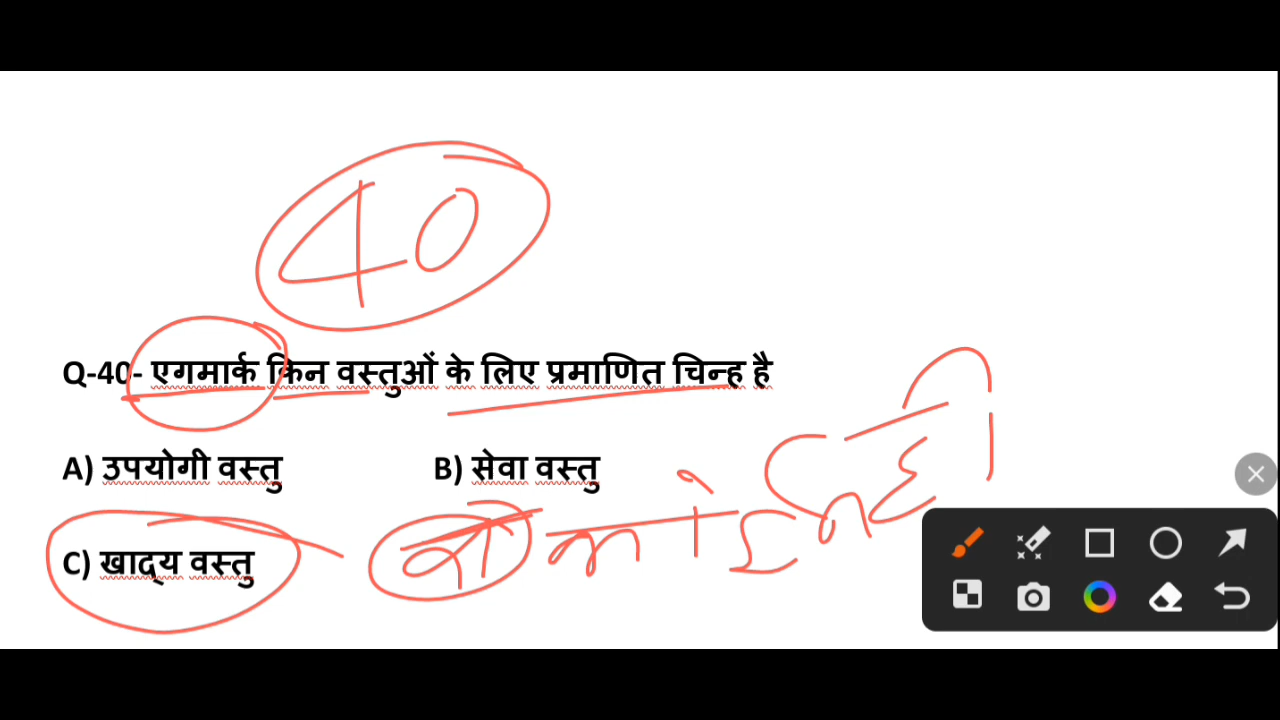 40
Q-40- एगमार्क किन वस्तुओं के लिए प्रमाणित चिन्ह है
A) उपयोगी वस्तु B) सेवा वस्तु
C) खाद्य वस्तु